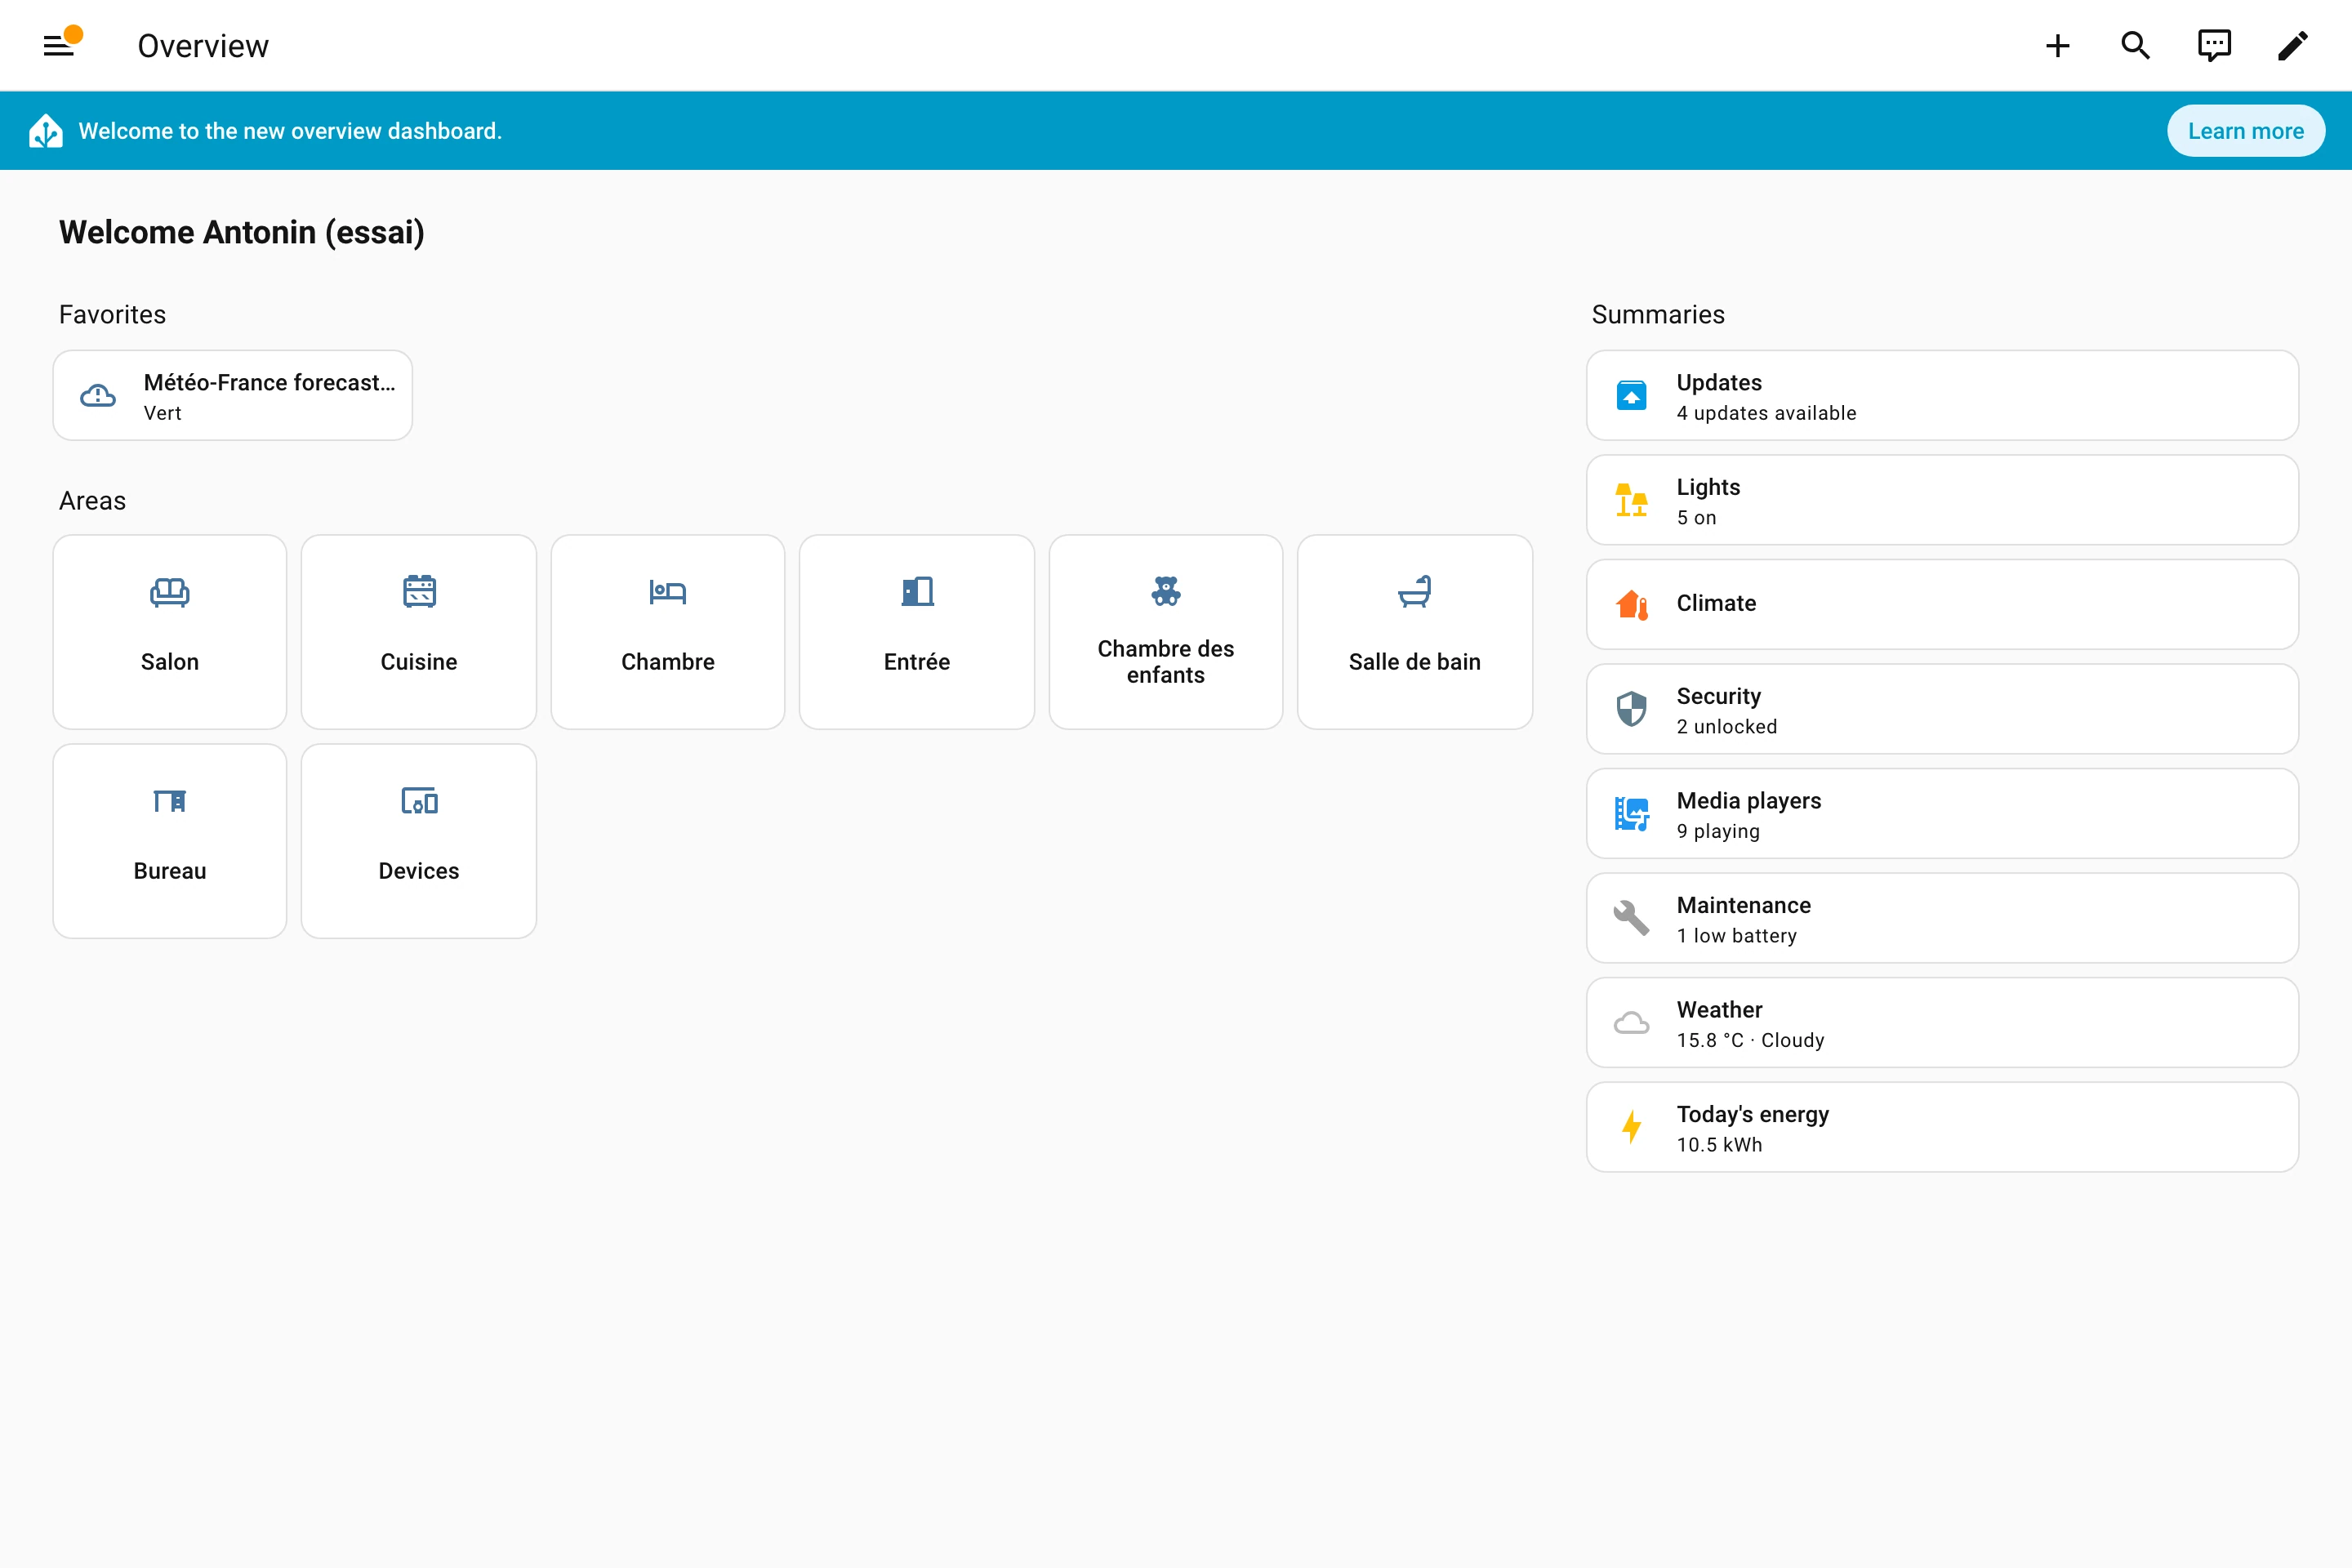 Overview
Welcome to the new overview dashboard.
Learn more
Welcome Antonin (essai)
Favorites
Météo-France forecast...
Vert
Areas
Salon
Cuisine
Chambre
Entrée
Chambre des
enfants
Salle de bain
Bureau
Devices
Summaries
Updates
4 updates available
Lights
5 on
Climate
Security
2 unlocked
Media players
9 playing
Maintenance
1 low battery
Weather
15.8 °C · Cloudy
Today's energy
10.5 kWh